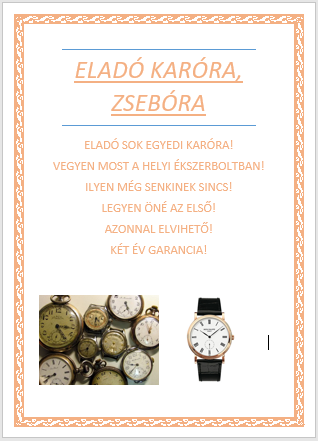 ELADÓ KARÓRA,
ZSEBÓRA
ELADÓ SOK EGYEDI KARÓRA!
VEGYEN MOST A HELYI ÉKSZERBOLTBAN!
ILYEN MÉG SENKINEK SINCS!
LEGYEN ÖNÉ AZ ELSŐ!
AZONNAL ELVIHETŐ!
KÉT ÉV GARANCIA!